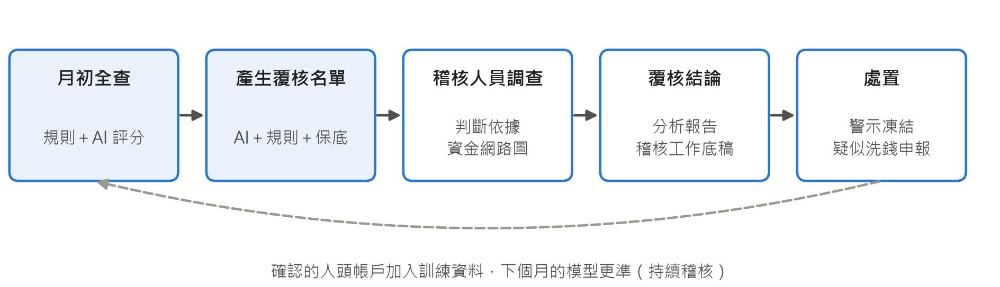 月初全查
規則 + AI 評分
產生覆核名單
AI + 規則 + 保底
稽核人員調查
判斷依據
資金網路圖
覆核結論
分析報告
稽核工作底稿
處置
警示凍結
疑似洗錢申報
確認的人頭帳戶加入訓練資料，下個月的模型更準（持續稽核）